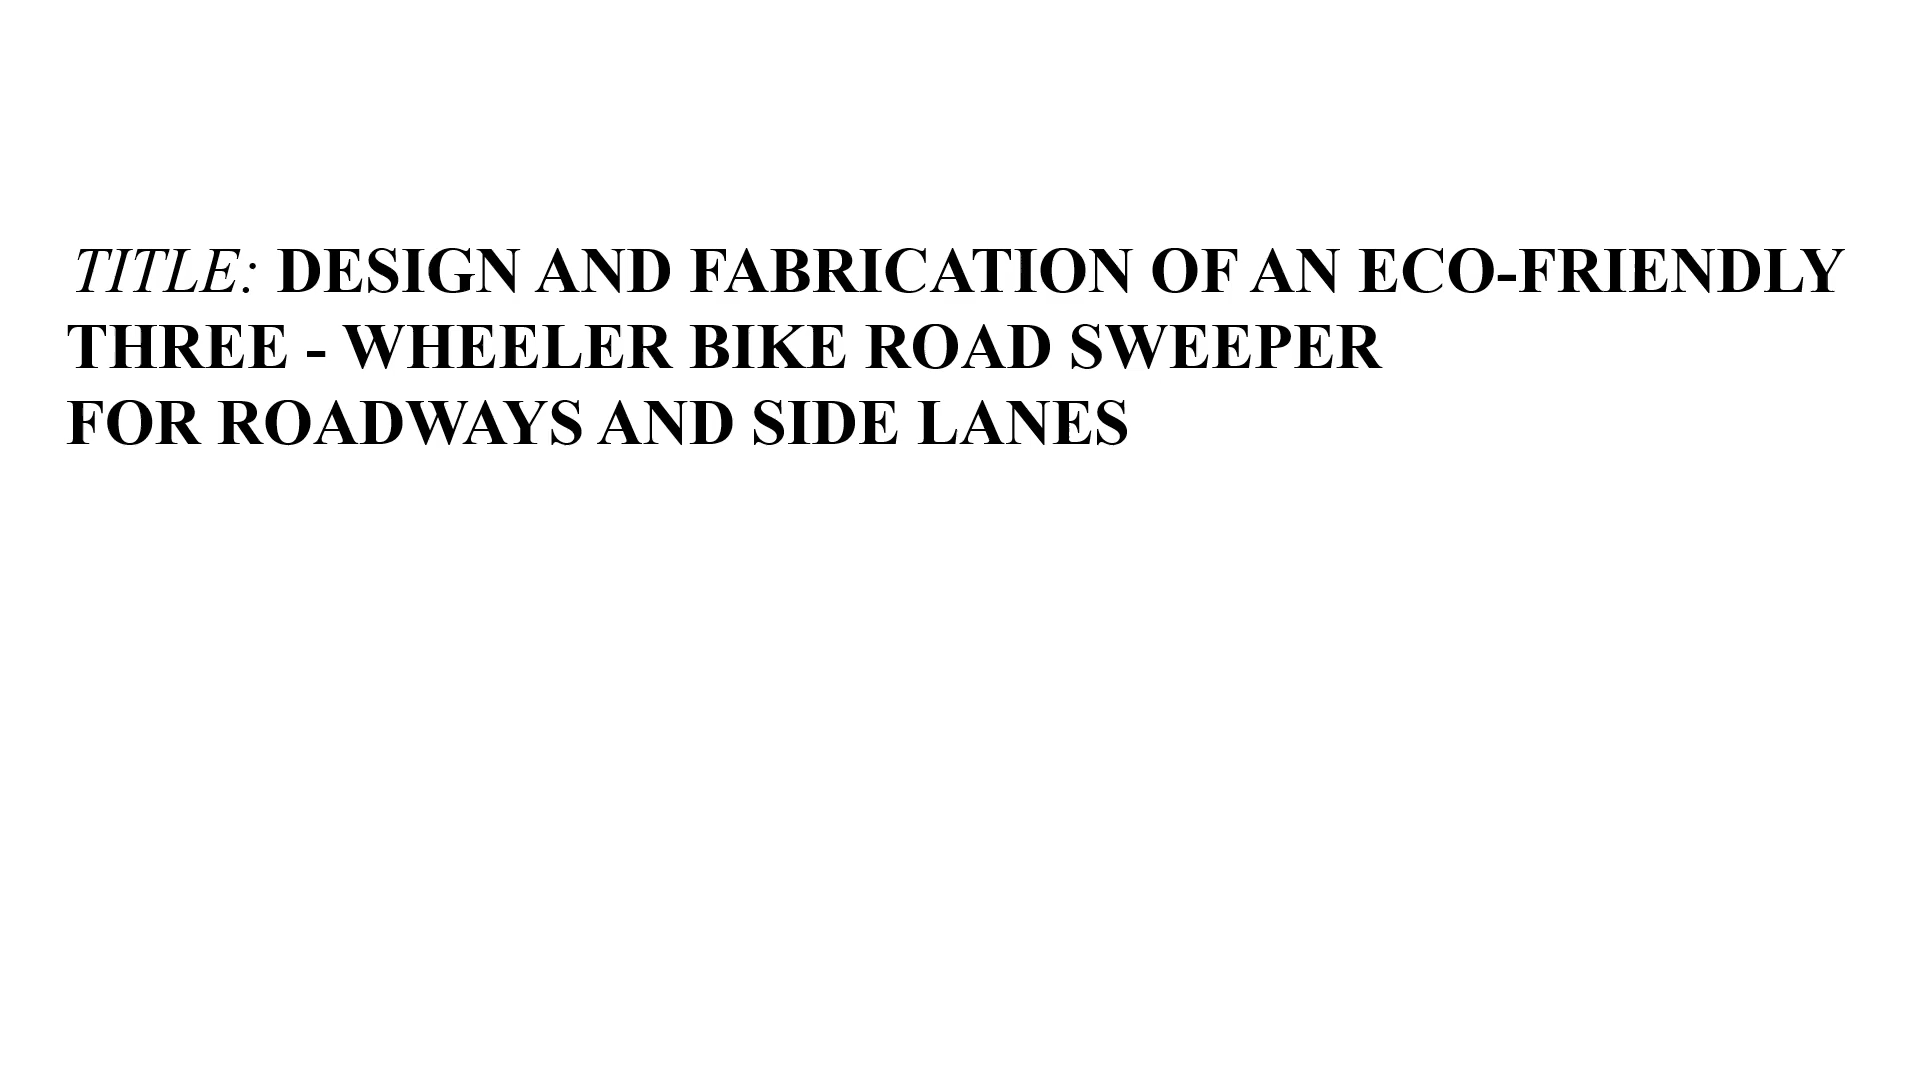 TITLE: DESIGN AND FABRICATION OF AN ECO-FRIENDLY
THREE - WHEELER BIKE ROAD SWEEPER
FOR ROADWAYS AND SIDE LANES